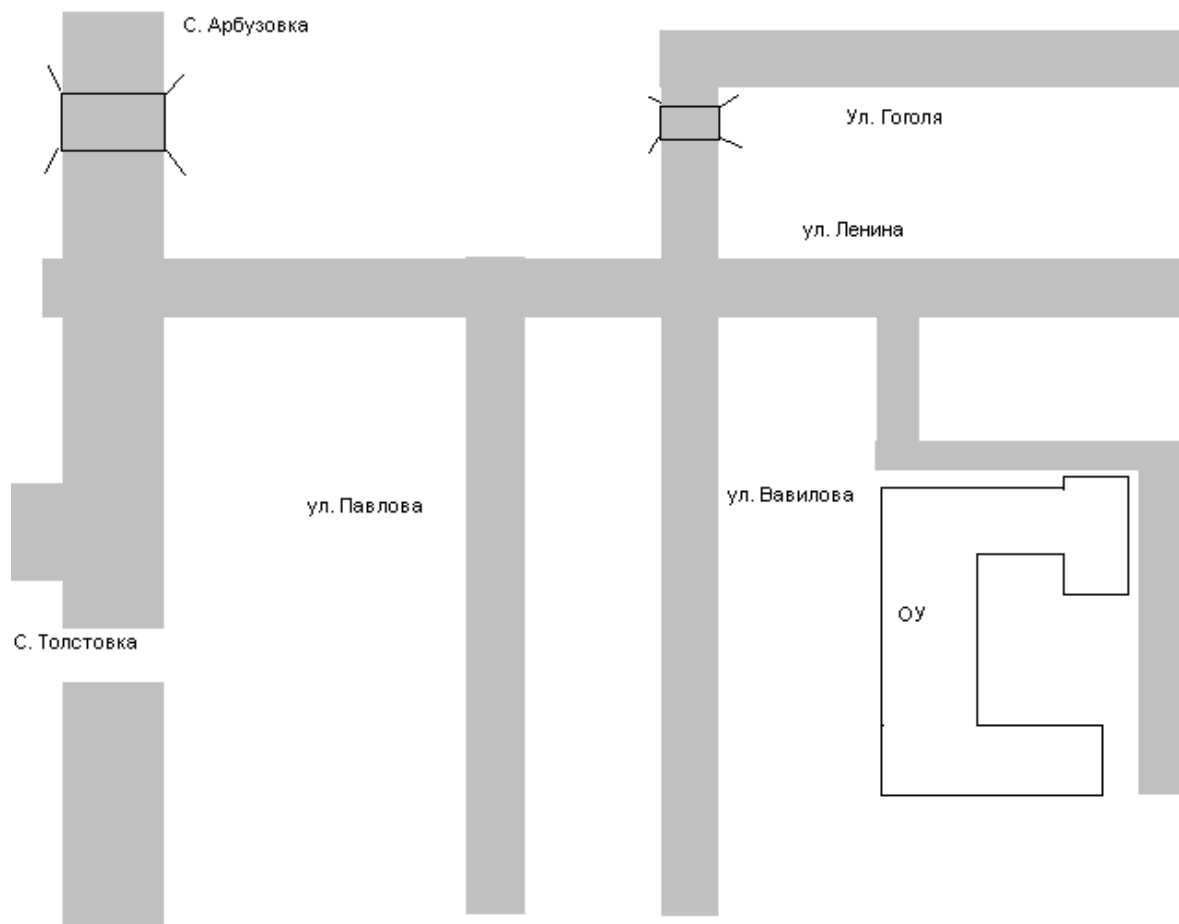 С. Арбузовка
Ул. Гоголя
ул. Ленина
ул. Павлова
ул. Вавилова
ОУ
С. Толстовка